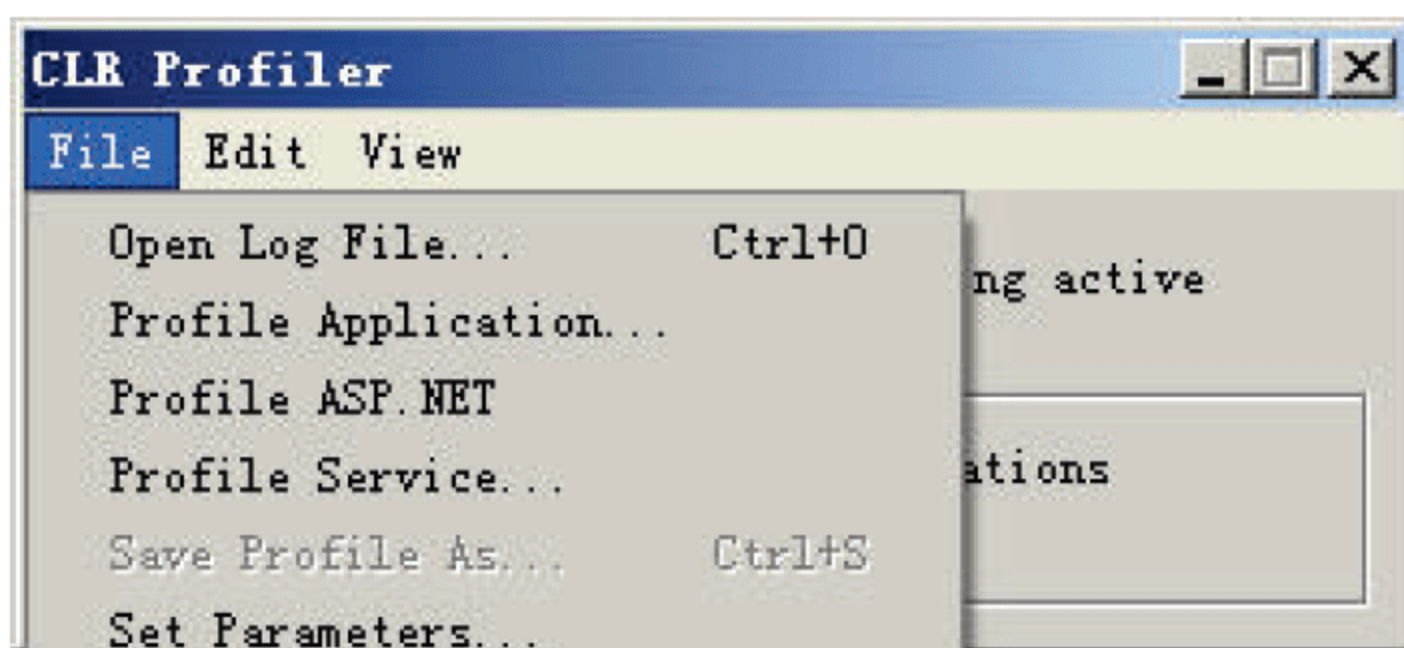 CLR Profiler
File Edit View
Open Log File... Ctrl+O
Profile Application...
Profile ASP.NET
Profile Service...
Save Profile As... Ctrl+S
Set Parameters...
ng active
ations